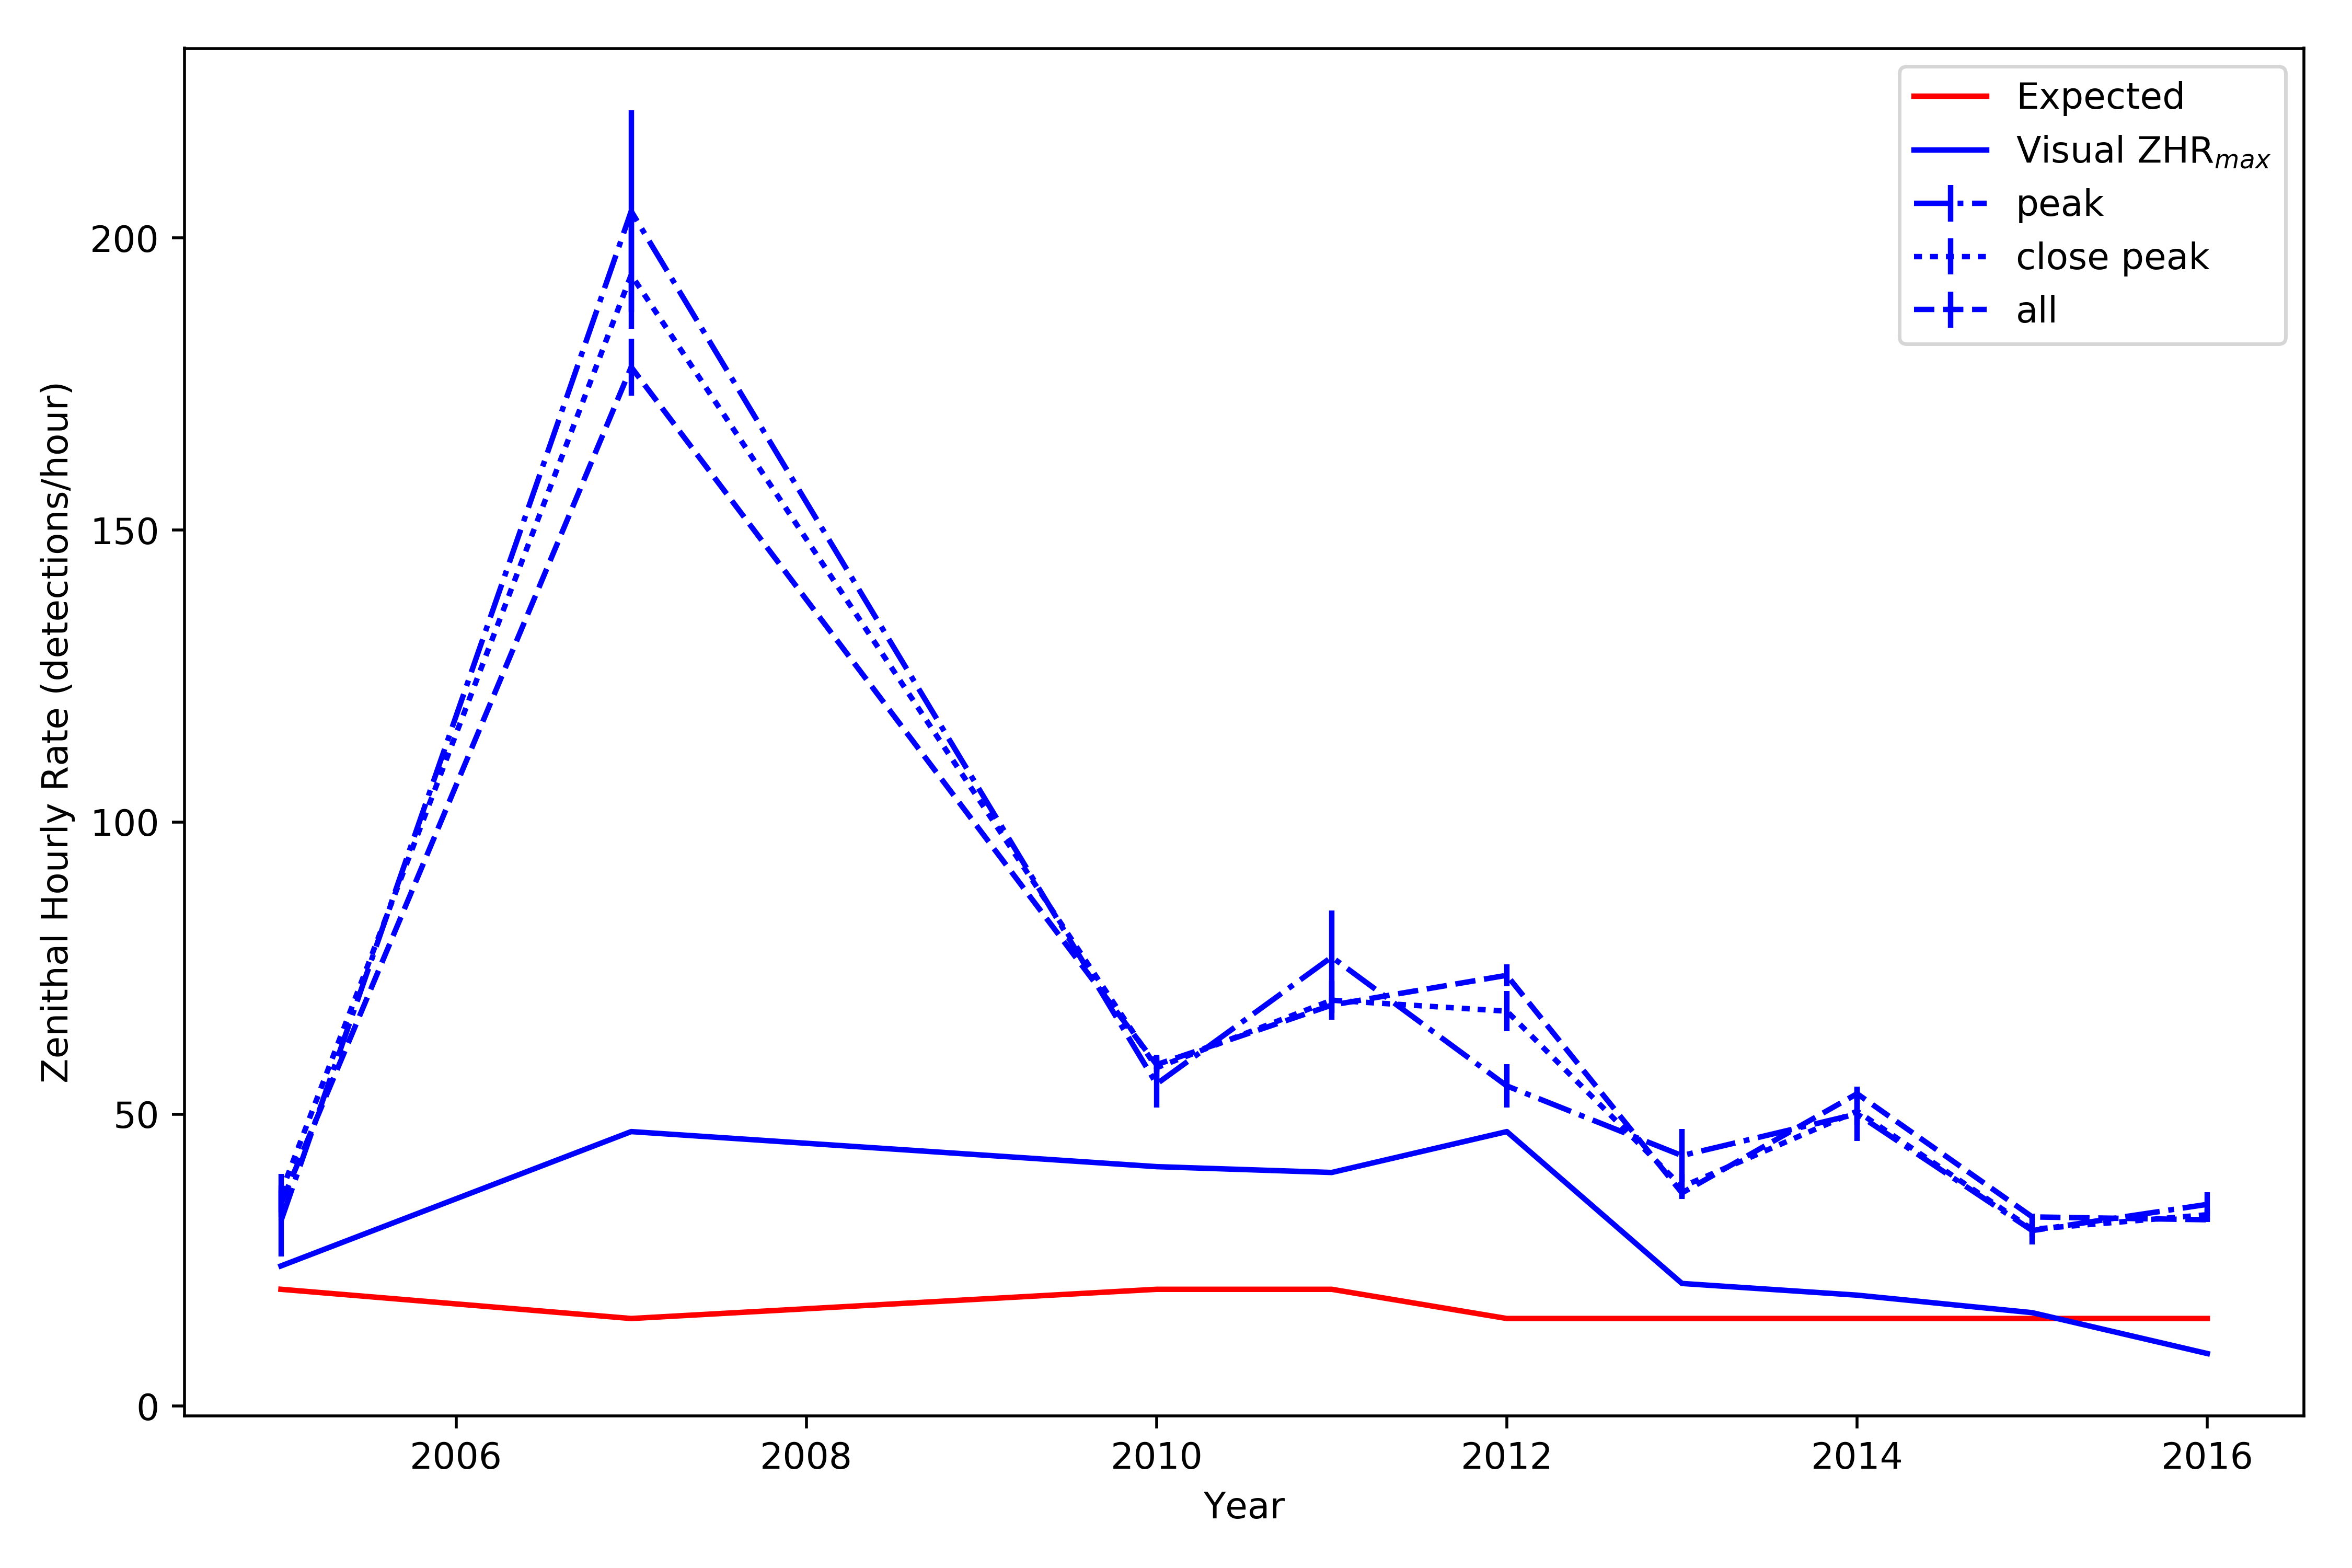 Expected
Visual ZHRmax
peak
close peak
all
200
150
100
50
0
Zenithal Hourly Rate (detections/hour)
2006 2008 2010 2012 2014 2016
Year